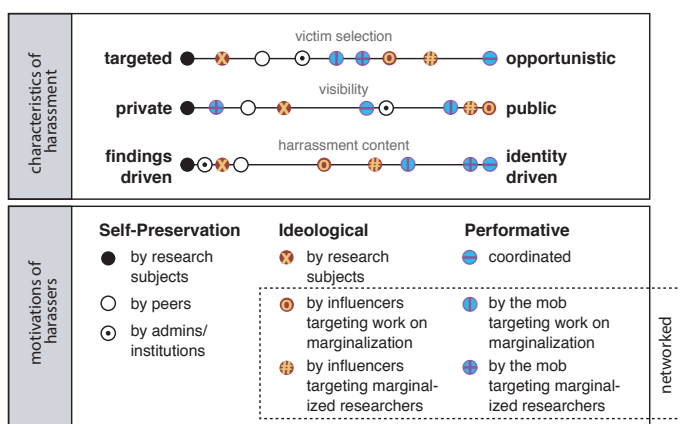 characteristics of
harassment
victim selection
targeted
opportunistic
visibility
private
public
harrassment content
findings
driven
identity
driven
motivations of
harassers
Self-Preservation
by research
subjects
by peers
by admins/
institutions
Ideological
by research
subjects
by influencers
targeting work on
marginalization
by influencers
targeting marginal-
ized researchers
Performative
coordinated
by the mob
targeting work on
marginalization
by the mob
targeting marginal-
ized researchers
networked